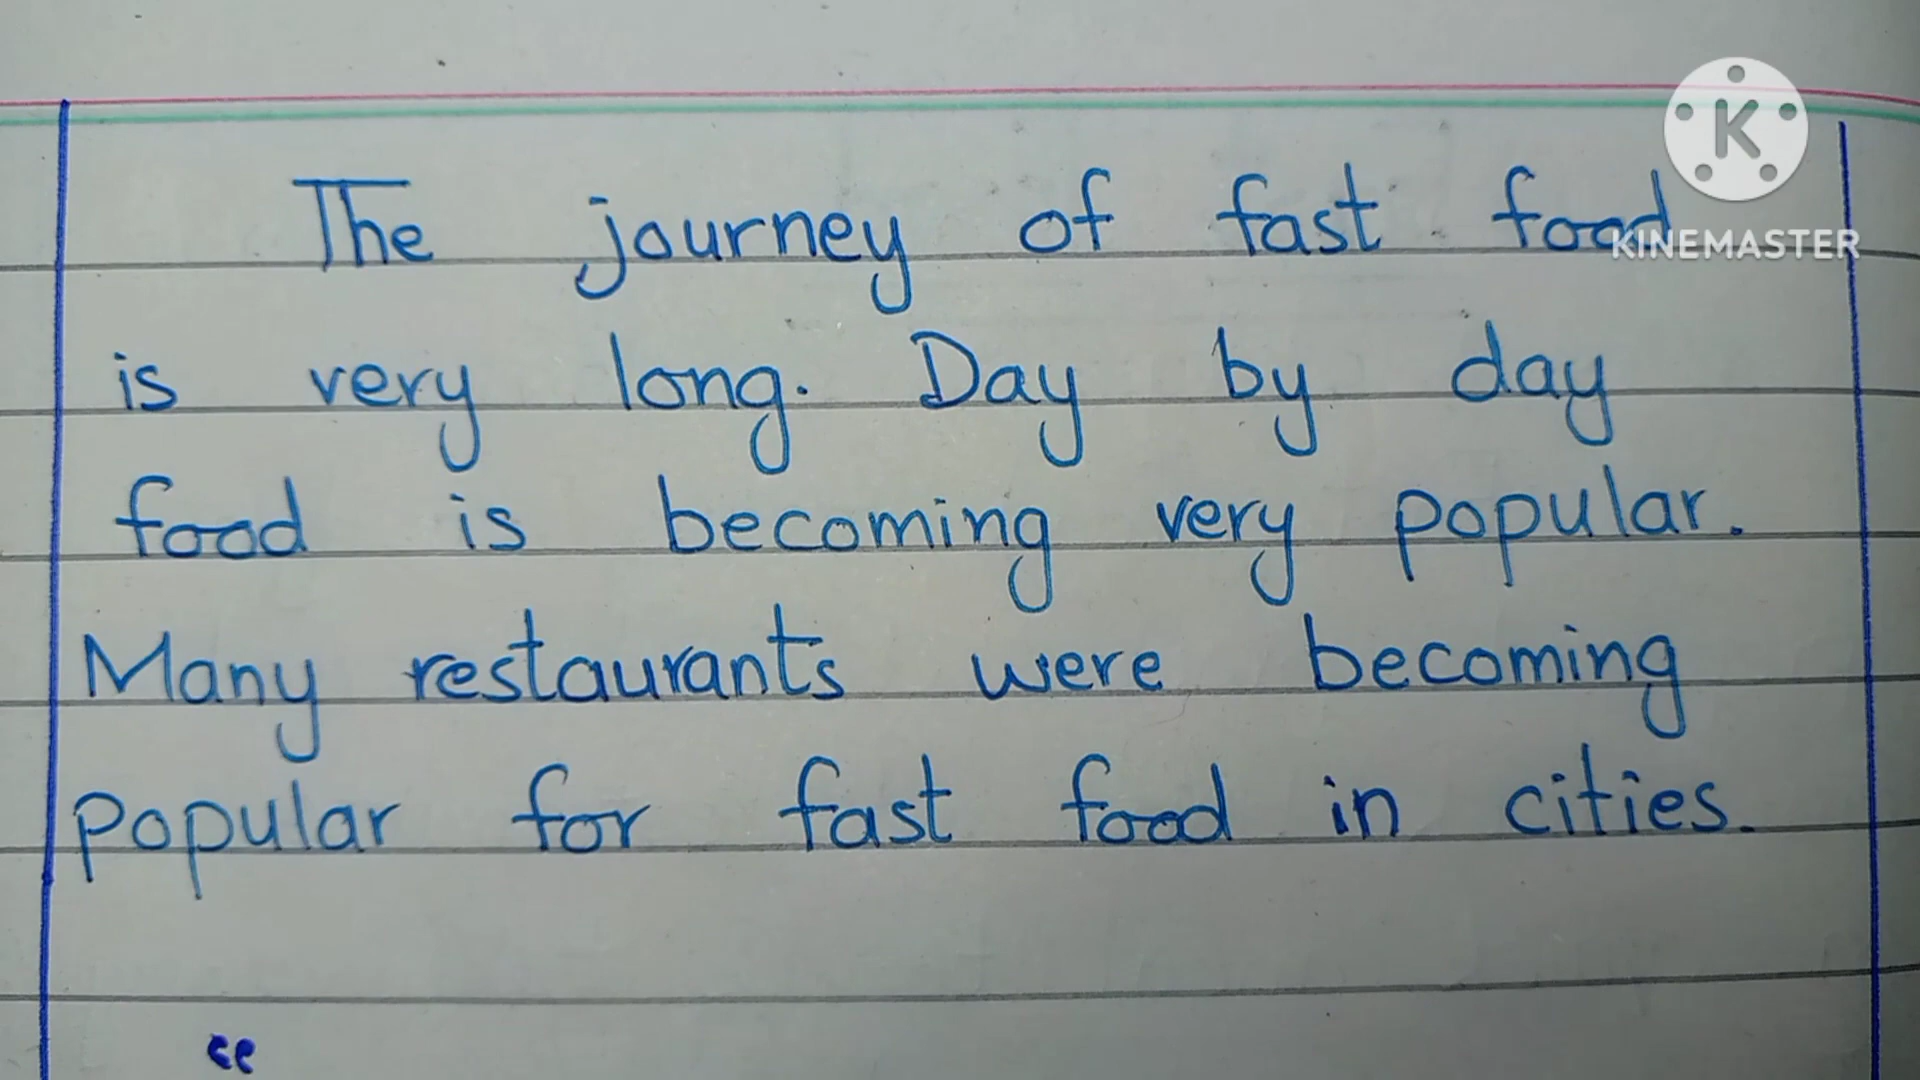 The journey of fast food
KINEMASTER
is very long. Day by day
food is becoming very popular.
Many restaurants were becoming
popular for fast food in cities.
“